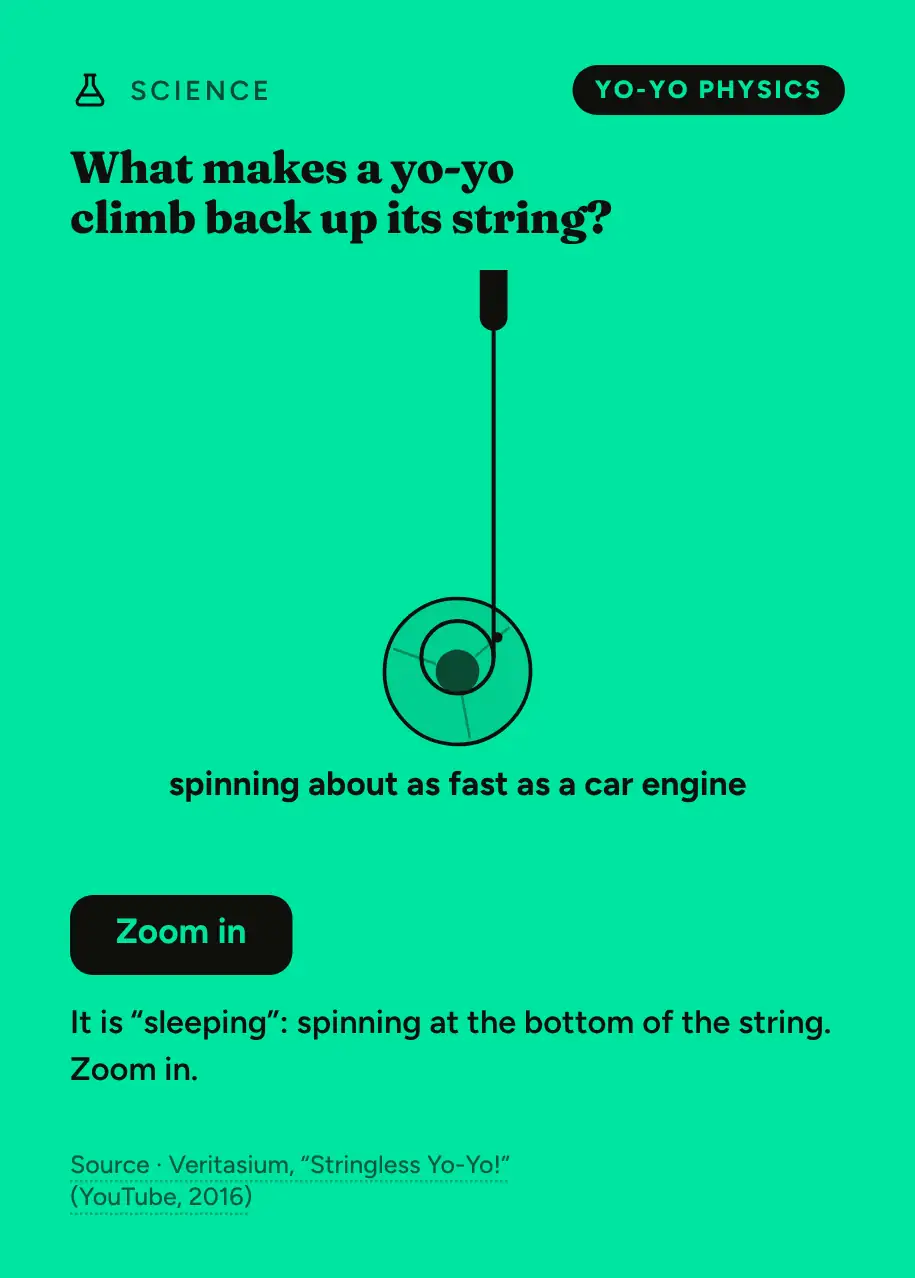 SCIENCE
YO-YO PHYSICS
What makes a yo-yo
climb back up its string?
spinning about as fast as a car engine
Zoom in
It is “sleeping”: spinning at the bottom of the string.
Zoom in.
Source · Veritasium, “Stringless Yo-Yo!”
(YouTube, 2016)